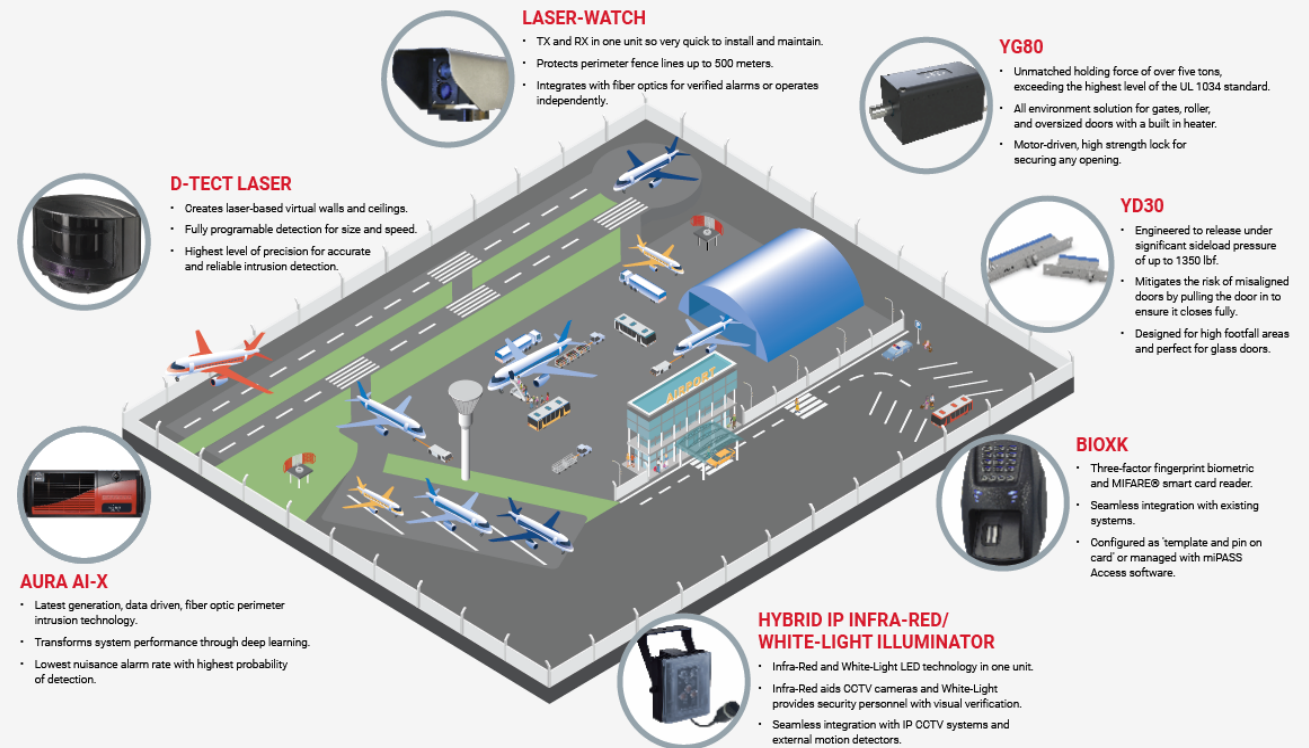 LASER-WATCH
• TX and RX in one unit so very quick to install and maintain.
• Protects perimeter fence lines up to 500 meters.
• Integrates with fiber optics for verified alarms or operates
independently.
YG80
• Unmatched holding force of over five tons,
exceeding the highest level of the UL 1034 standard.
• All environment solution for gates, roller,
and oversized doors with a built in heater.
• Motor-driven, high strength lock for
securing any opening.
D-TECT LASER
• Creates laser-based virtual walls and ceilings.
• Fully programable detection for size and speed.
• Highest level of precision for accurate
and reliable intrusion detection.
YD30
• Engineered to release under
significant sideload pressure
of up to 1350 lbf.
• Mitigates the risk of misaligned
doors by pulling the door in to
ensure it closes fully.
• Designed for high footfall areas
and perfect for glass doors.
AIRPORT
BIOXK
• Three-factor fingerprint biometric
and MIFARE® smart card reader.
• Seamless integration with existing
systems.
• Configured as 'template and pin on
card' or managed with miPASS
Access software.
AURA AI-X
• Latest generation, data driven, fiber optic perimeter
intrusion technology.
• Transforms system performance through deep learning.
• Lowest nuisance alarm rate with highest probability
of detection.
HYBRID IP INFRA-RED/
WHITE-LIGHT ILLUMINATOR
• Infra-Red and White-Light LED technology in one unit.
• Infra-Red aids CCTV cameras and White-Light
provides security personnel with visual verification.
• Seamless integration with IP CCTV systems and
external motion detectors.